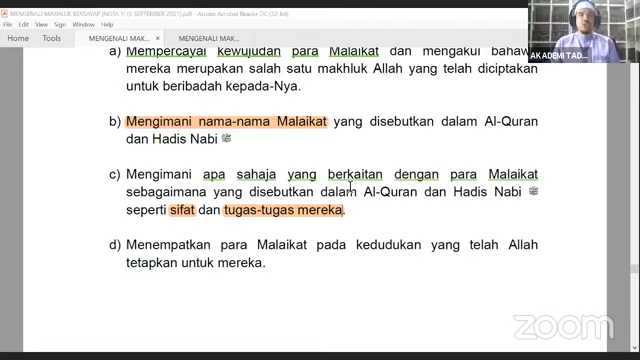 MENGENALI MAKHLUK BERSAYAP (NOTA 1) (5 SEPTEMBER 2021).pdf - Adobe Acrobat Reader DC (32-bit)
File Edit View Sign Window Help
Home Tools MENGENALI MAK... × MENGENALI MAK...
AKADEMI TAD...
a) Mempercayai kewujudan para Malaikat dan mengakui bahawa
mereka merupakan salah satu makhluk Allah yang telah diciptakan
untuk beribadah kepada-Nya.
b) Mengimani nama-nama Malaikat yang disebutkan dalam Al-Quran
dan Hadis Nabi ﷺ
c) Mengimani apa sahaja yang berkaitan dengan para Malaikat
sebagaimana yang disebutkan dalam Al-Quran dan Hadis Nabi ﷺ
seperti sifat dan tugas-tugas mereka.
d) Menempatkan para Malaikat pada kedudukan yang telah Allah
tetapkan untuk mereka.
zoom